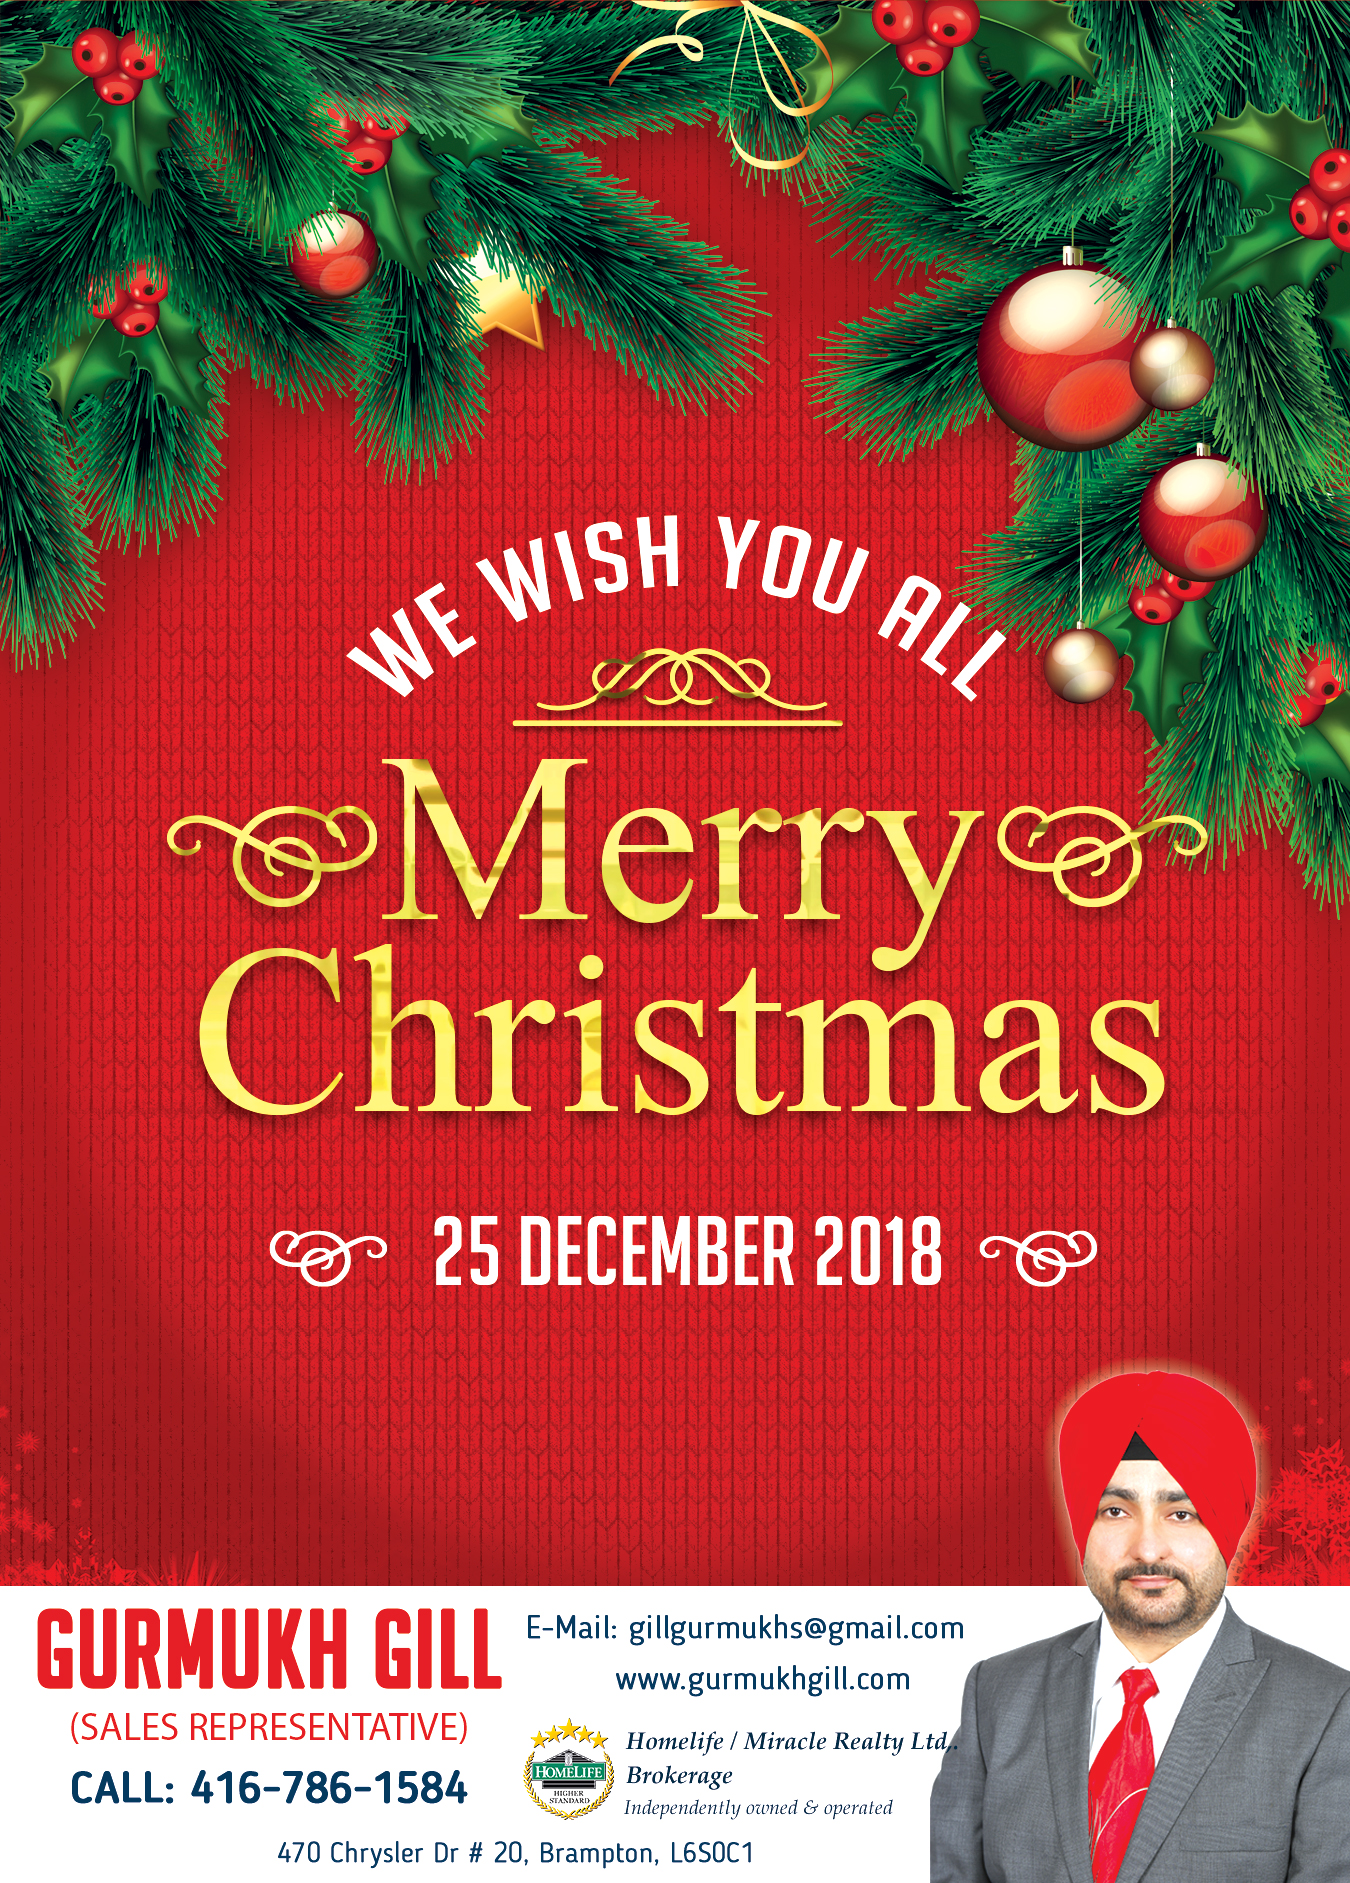 WE WISH YOU ALL
Merry
Christmas
25 DECEMBER 2018
GURMUKH GILL
(SALES REPRESENTATIVE)
CALL: 416-786-1584
E-Mail: gillgurmukhs@gmail.com
www.gurmukhgill.com
HOMELIFE
HIGHER
STANDARD
Homelife / Miracle Realty Ltd,.
Brokerage
Independently owned & operated
470 Chrysler Dr # 20, Brampton, L6S0C1